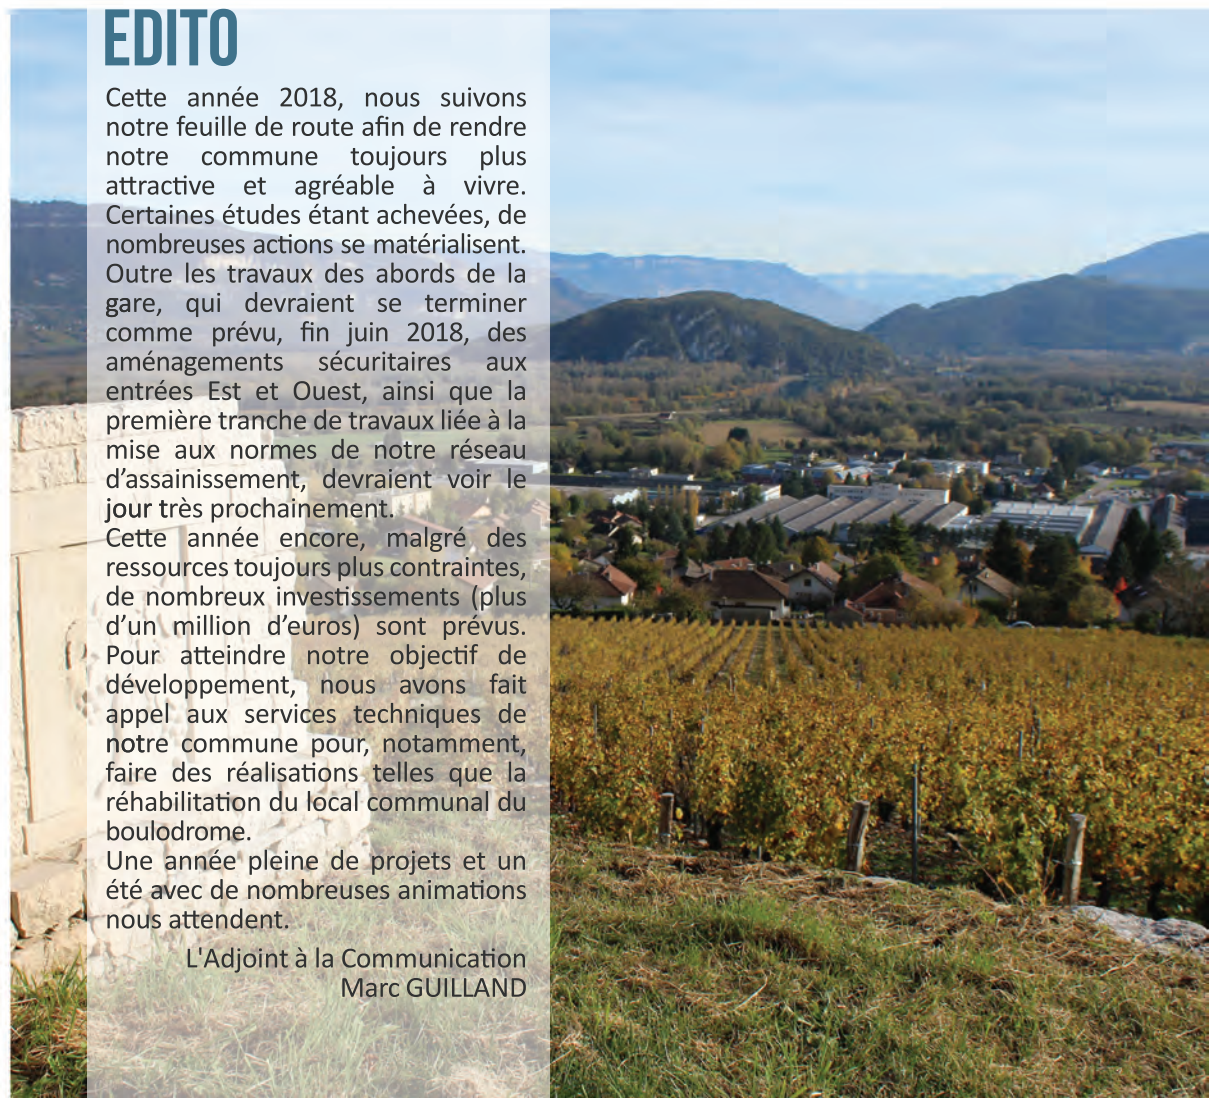 EDITO
Cette année 2018, nous suivons
notre feuille de route afin de rendre
notre commune toujours plus
attractive et agréable à vivre.
Certaines études étant achevées, de
nombreuses actions se matérialisent.
Outre les travaux des abords de la
gare, qui devraient se terminer
comme prévu, fin juin 2018, des
aménagements sécuritaires aux
entrées Est et Ouest, ainsi que la
première tranche de travaux liée à la
mise aux normes de notre réseau
d’assainissement, devraient voir le
jour très prochainement.
Cette année encore, malgré des
ressources toujours plus contraintes,
de nombreux investissements (plus
d’un million d’euros) sont prévus.
Pour atteindre notre objectif de
développement, nous avons fait
appel aux services techniques de
notre commune pour, notamment,
faire des réalisations telles que la
réhabilitation du local communal du
boulodrome.
Une année pleine de projets et un
été avec de nombreuses animations
nous attendent.
L'Adjoint à la Communication
Marc GUILLAND